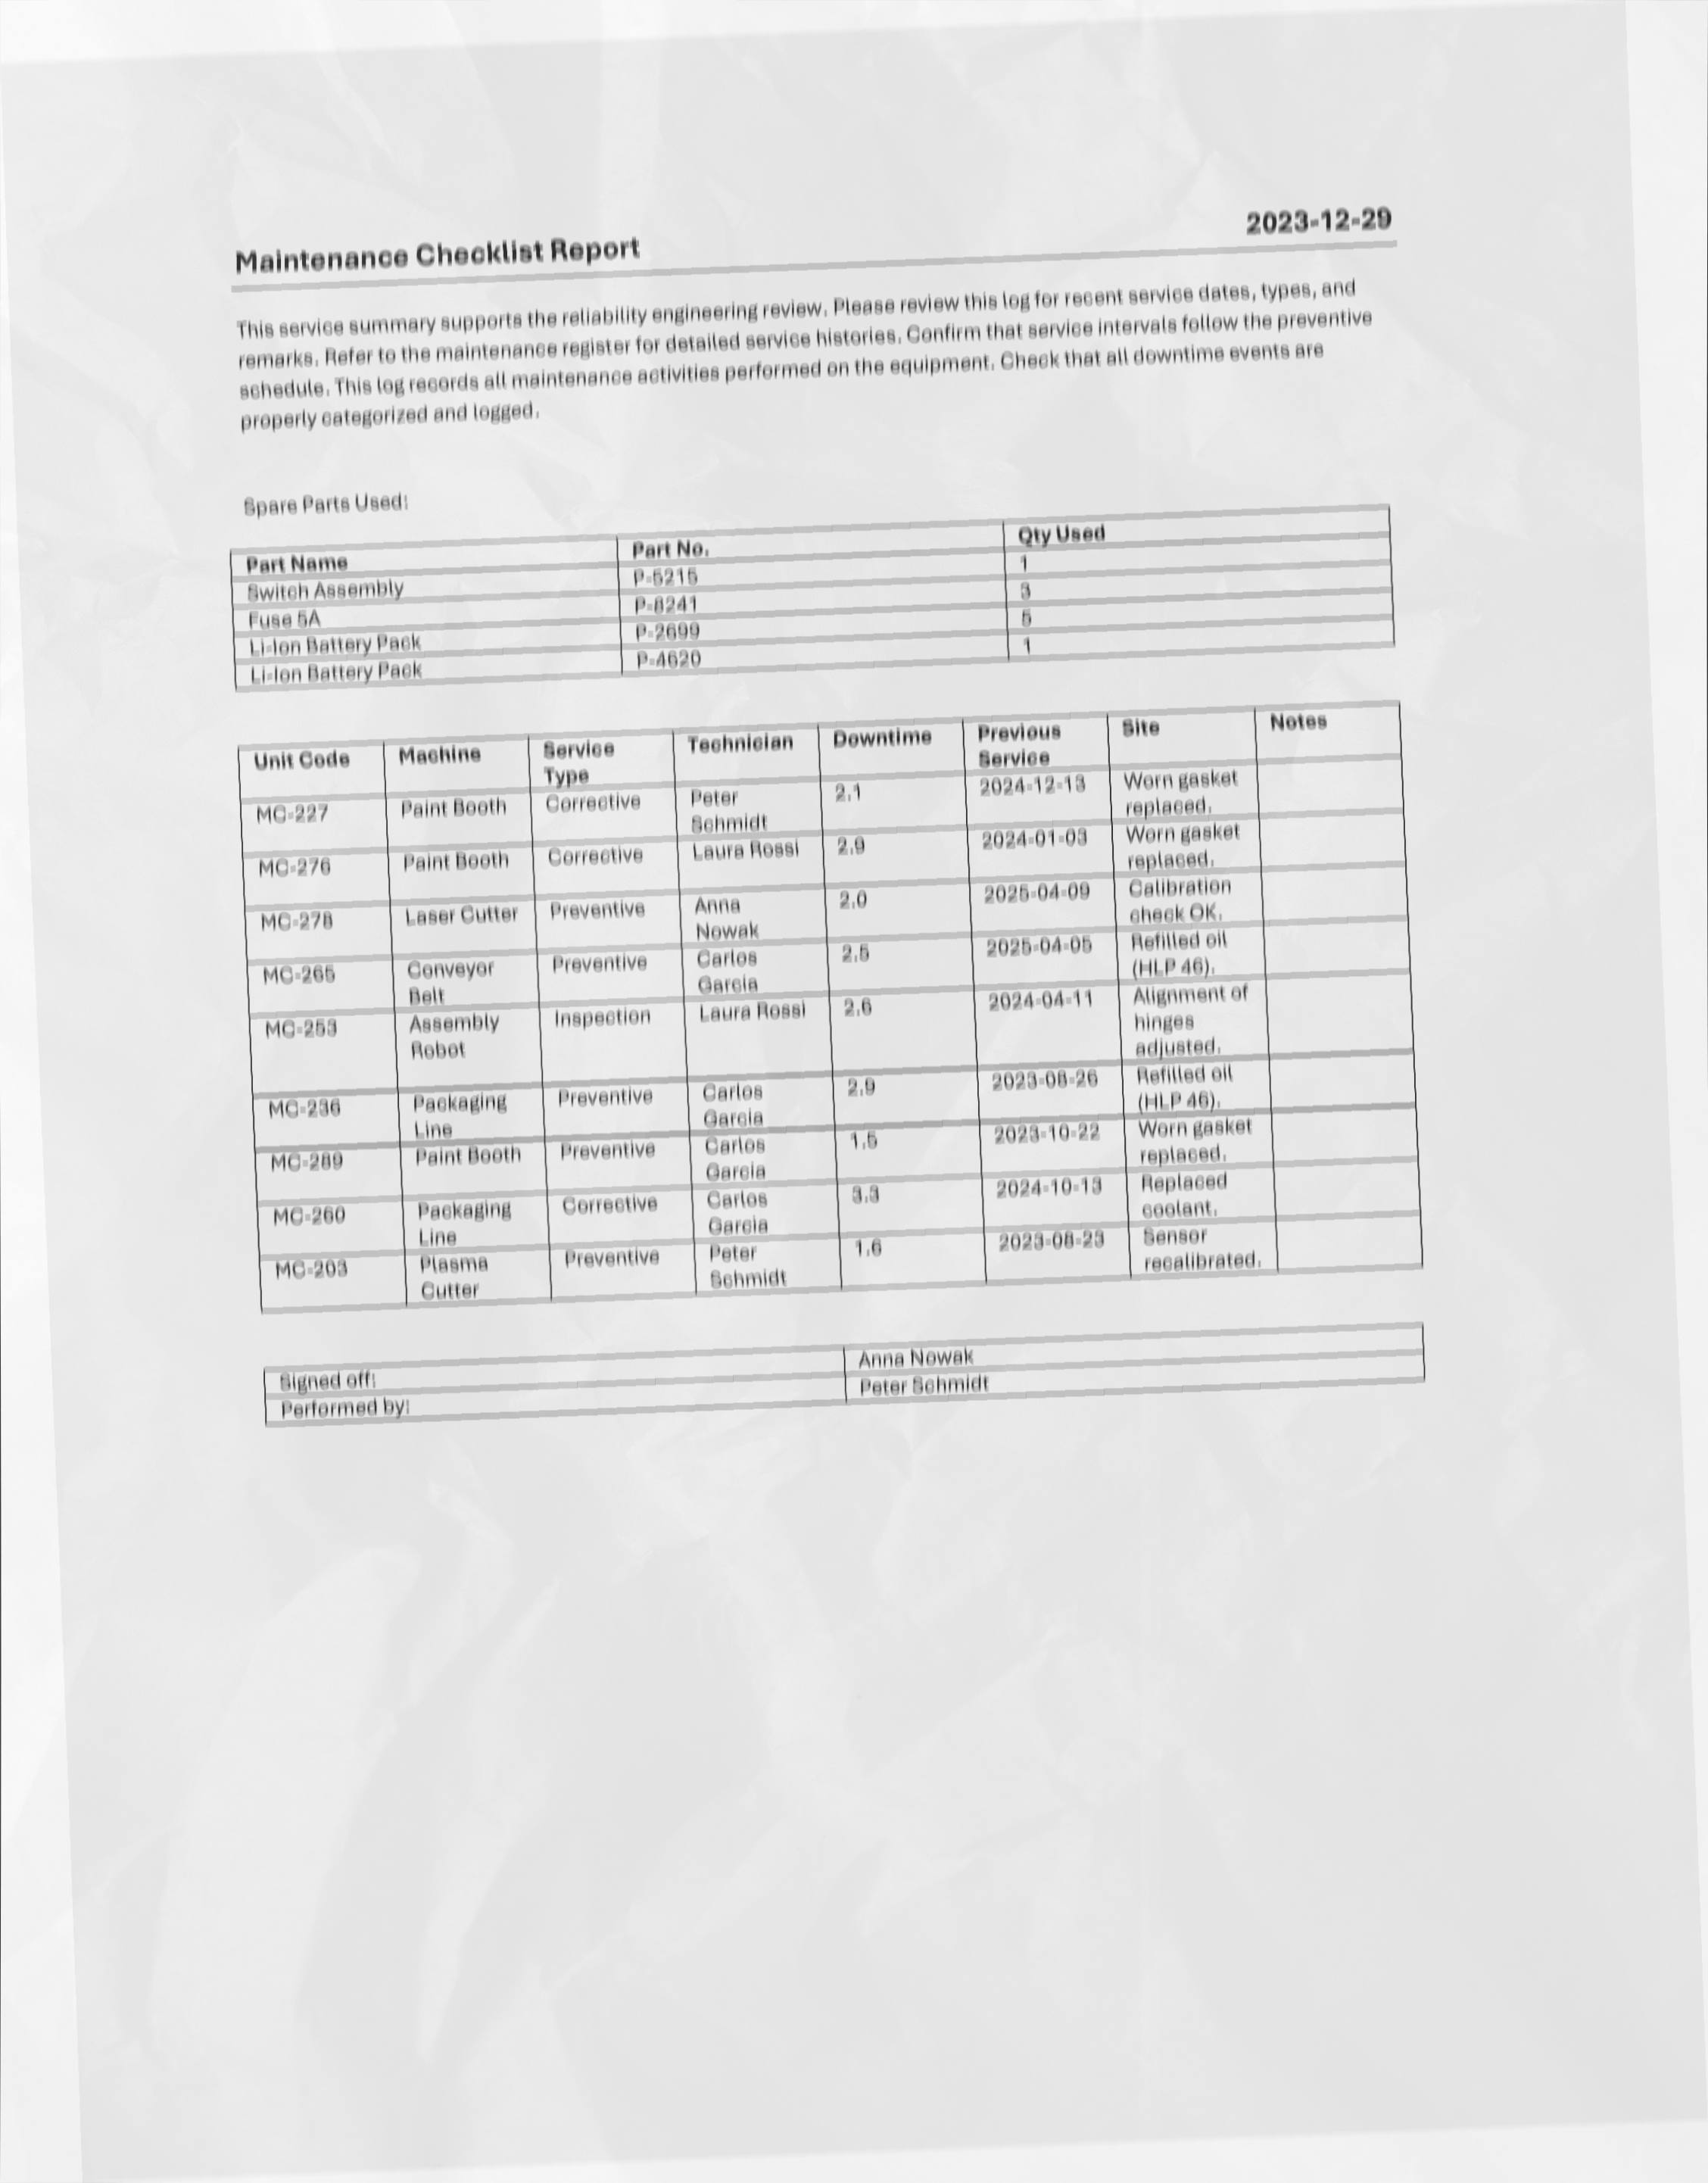 Maintenance Checklist Report 2023-12-29
This service summary supports the reliability engineering review. Please review this log for recent service dates, types, and
remarks. Refer to the maintenance register for detailed service histories. Confirm that service intervals follow the preventive
schedule. This log records all maintenance activities performed on the equipment. Check that all downtime events are
properly categorized and logged.
Spare Parts Used:
Part Name Part No. Qty Used
Switch Assembly P-5215 1
Fuse 5A P-8241 3
Li-Ion Battery Pack P-2699 5
Li-Ion Battery Pack P-4620 1
Unit Code Machine Service Technician Downtime Previous Site Notes
Type Service
MC-227 Paint Booth Corrective Peter 2.1 2024-12-13 Worn gasket
Schmidt replaced.
MC-276 Paint Booth Corrective Laura Rossi 2.9 2024-01-03 Worn gasket
replaced.
MC-278 Laser Cutter Preventive Anna 2.0 2025-04-09 Calibration
Nowak check OK.
MC-265 Conveyor Preventive Carlos 2.5 2025-04-05 Refilled oil
Belt Garcia (HLP 46).
MC-253 Assembly Inspection Laura Rossi 2.6 2024-04-11 Alignment of
Robot hinges
adjusted.
MC-236 Packaging Preventive Carlos 2.9 2023-08-26 Refilled oil
Line Garcia (HLP 46).
MC-289 Paint Booth Preventive Carlos 1.5 2023-10-22 Worn gasket
Garcia replaced.
MC-260 Packaging Corrective Carlos 3.3 2024-10-13 Replaced
Line Garcia coolant.
MC-203 Plasma Preventive Peter 1.6 2023-08-23 Sensor
Cutter Schmidt recalibrated.
Signed off: Anna Nowak
Performed by: Peter Schmidt